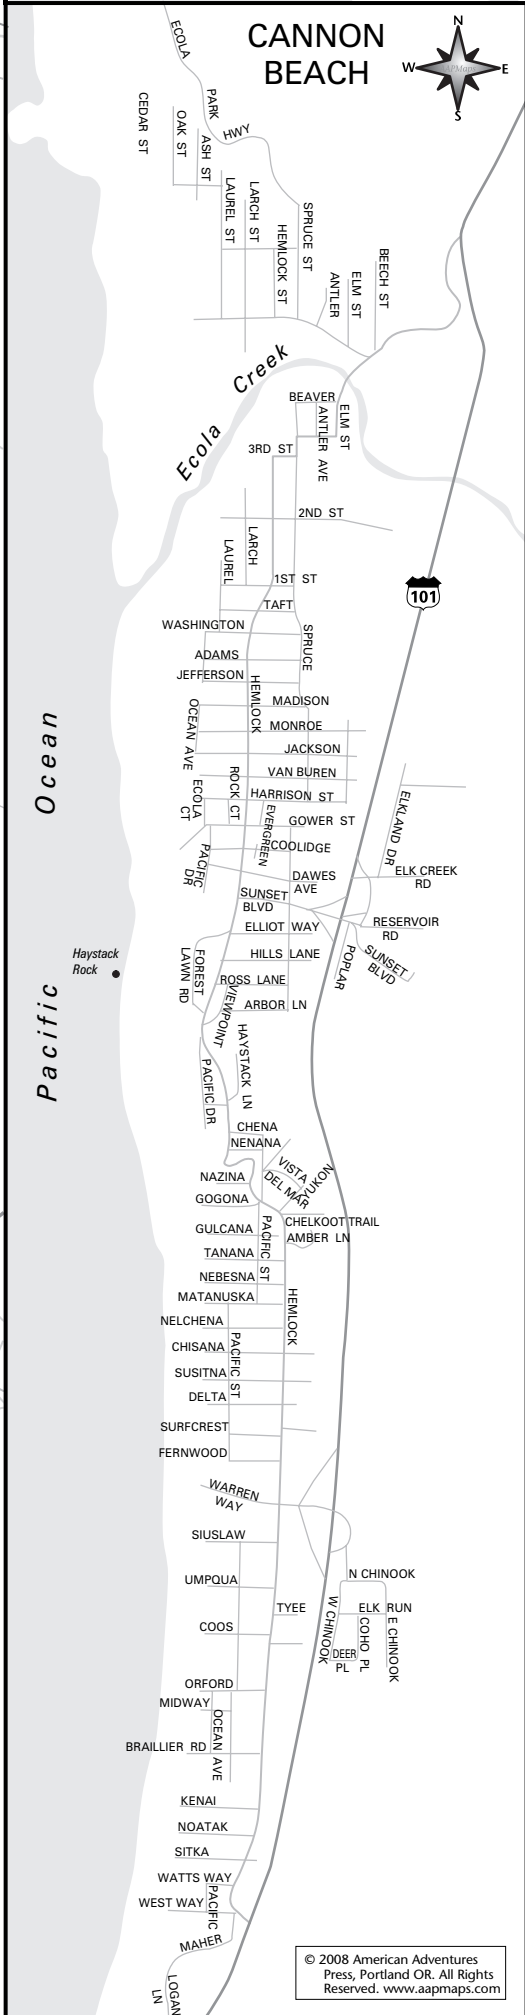 CANNON
BEACH
N
W
E
S
AAPMaps
ECOLA
PARK
HWY
CEDAR ST
OAK ST
ASH ST
LAUREL ST
LARCH ST
HEMLOCK ST
SPRUCE ST
ANTLER
ELM ST
BEECH ST
Ecola Creek
BEAVER
ANTLER AVE
ELM ST
3RD ST
2ND ST
LARCH
LAUREL
1ST ST
101
TAFT
WASHINGTON
SPRUCE
ADAMS
JEFFERSON
HEMLOCK
MADISON
OCEAN AVE
MONROE
JACKSON
VAN BUREN
ROCK CT
ECOLA
CT
HARRISON ST
EVERGREEN
GOWER ST
ELKLAND DR
COOLIDGE
PACIFIC
DR
DAWES
AVE
ELK CREEK
RD
SUNSET
BLVD
RESERVOIR
RD
ELLIOT WAY
POPLAR
SUNSET
BLVD
HILLS LANE
FOREST
LAWN RD
Haystack
Rock
ROSS LANE
VIEWPOINT
ARBOR LN
Pacific Ocean
HAYSTACK LN
PACIFIC DR
CHENA
NENANA
VISTA
DEL MAR
YUKON
NAZINA
GOGONA
CHELKOOT TRAIL
GULCANA
PACIFIC ST
AMBER LN
TANANA
NEBESNA
MATANUSKA
HEMLOCK
NELCHENA
CHISANA
PACIFIC ST
SUSITNA
DELTA
SURFCREST
FERNWOOD
WARREN
WAY
SIUSLAW
UMPQUA
N CHINOOK
TYEE
ELK RUN
W CHINOOK
COHO PL
E CHINOOK
COOS
DEER
PL
ORFORD
MIDWAY
OCEAN AVE
BRAILLIER RD
KENAI
NOATAK
SITKA
WATTS WAY
PACIFIC
WEST WAY
MAHER
LOGAN
LN
© 2008 American Adventures
Press, Portland OR. All Rights
Reserved. www.aapmaps.com